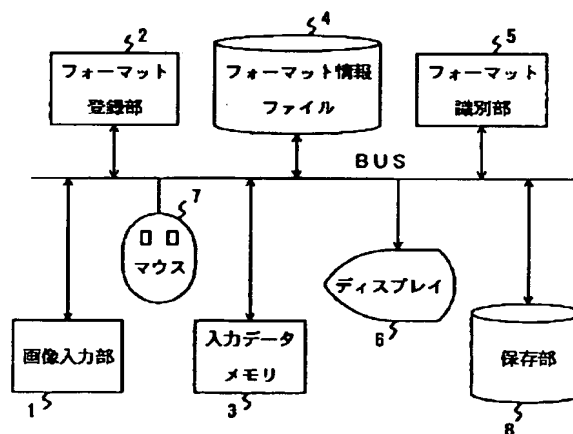 2
4
5
フォーマット
登録部
フォーマット情報
ファイル
フォーマット
識別部
BUS
7
マウス
ディスプレイ
6
画像入力部
1
入力データ
メモリ
3
保存部
8